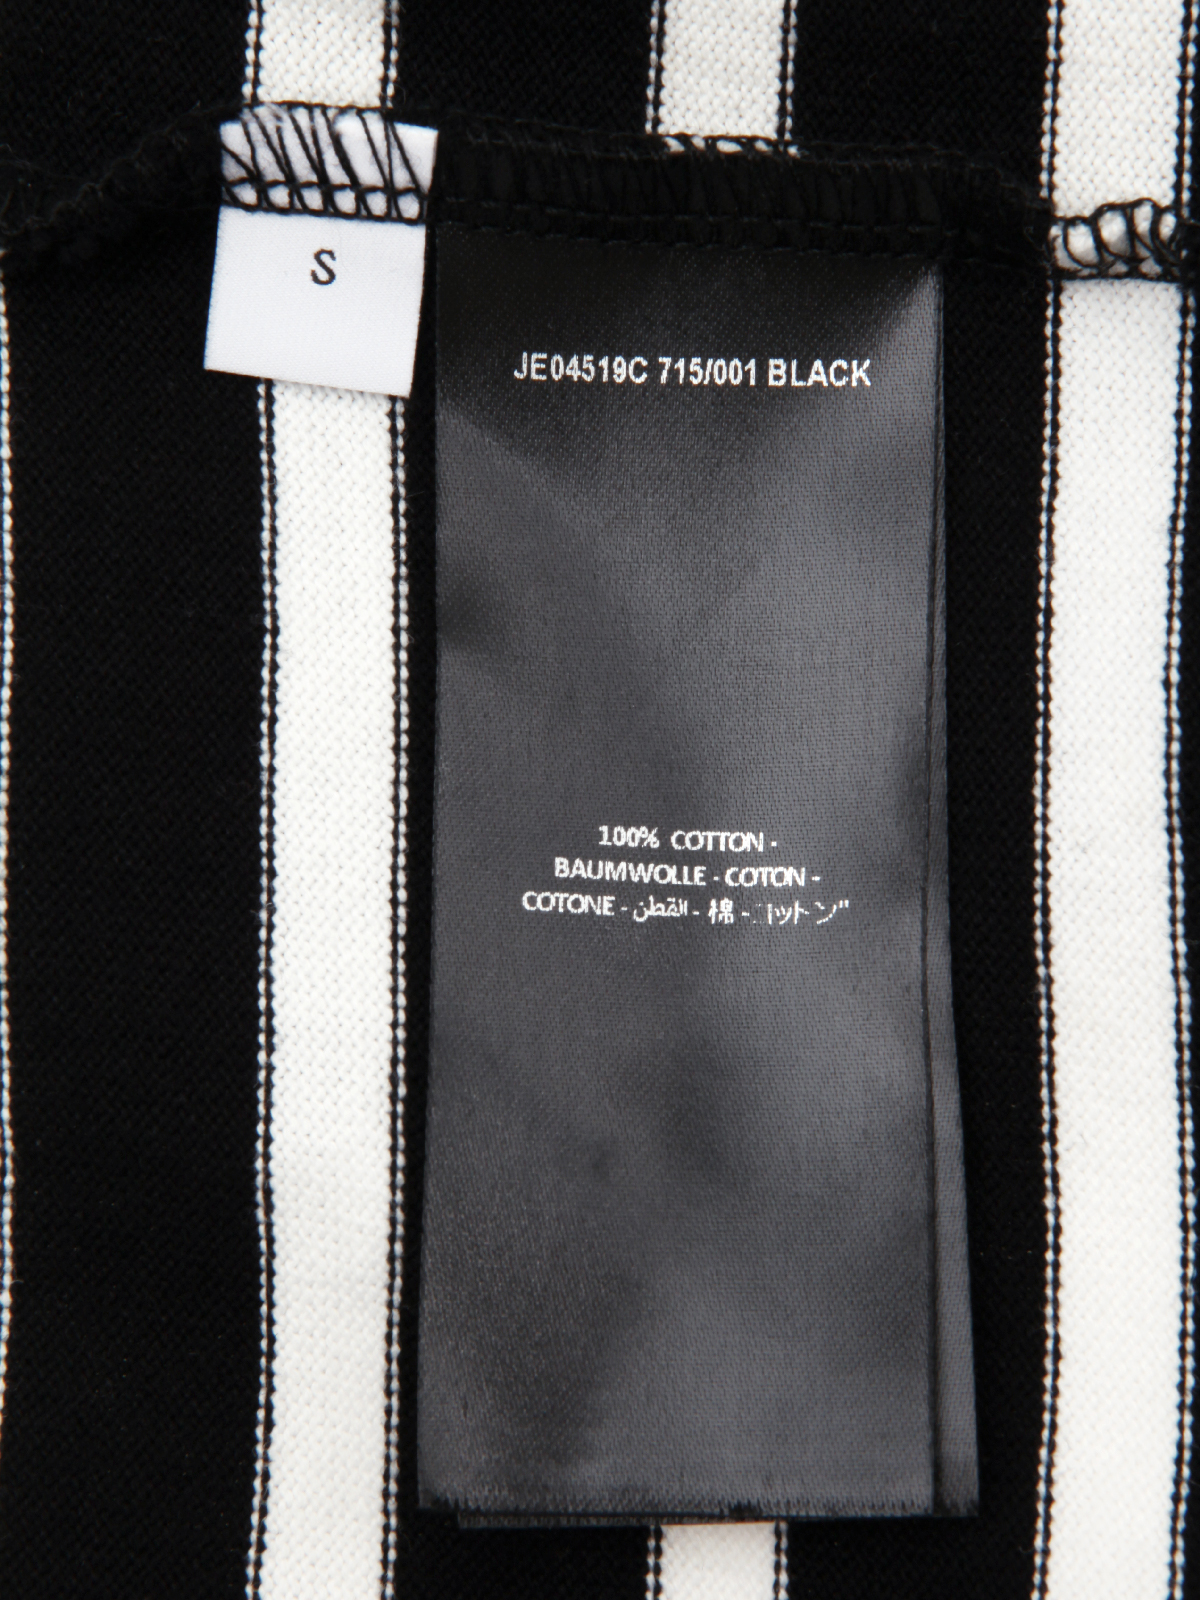 S
JE04519C 715/001 BLACK
100% COTTON -
BAUMWOLLE - COTON -
COTONE - القطن - 棉 - コットン"